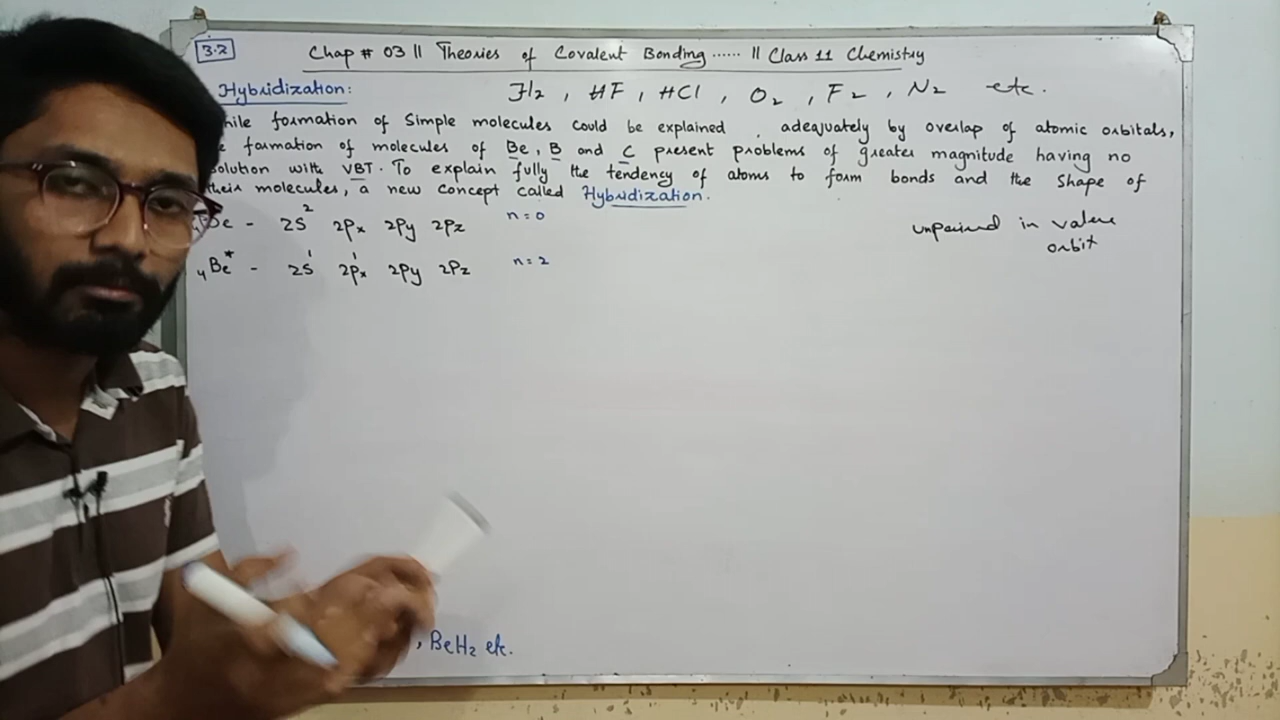 3.2
Chap # 03 || Theories of Covalent Bonding ...... || Class 11 Chemistry
Hybridization:
H2, HF, HCl, O2, F2, N2 etc.
formation of Simple molecules could be explained adequately by overlap of atomic orbitals,
formation of molecules of Be, B and C present problems of greater magnitude having no
solution with VBT. To explain fully the tendency of atoms to form bonds and the shape of
their molecules, a new concept called Hybridization.
Be - 2S² 2Px 2Py 2Pz n=0
unpaired in valence
orbit
₄Be* - 2S¹ 2P¹x 2Py 2Pz n=2
, BeH2 etc.